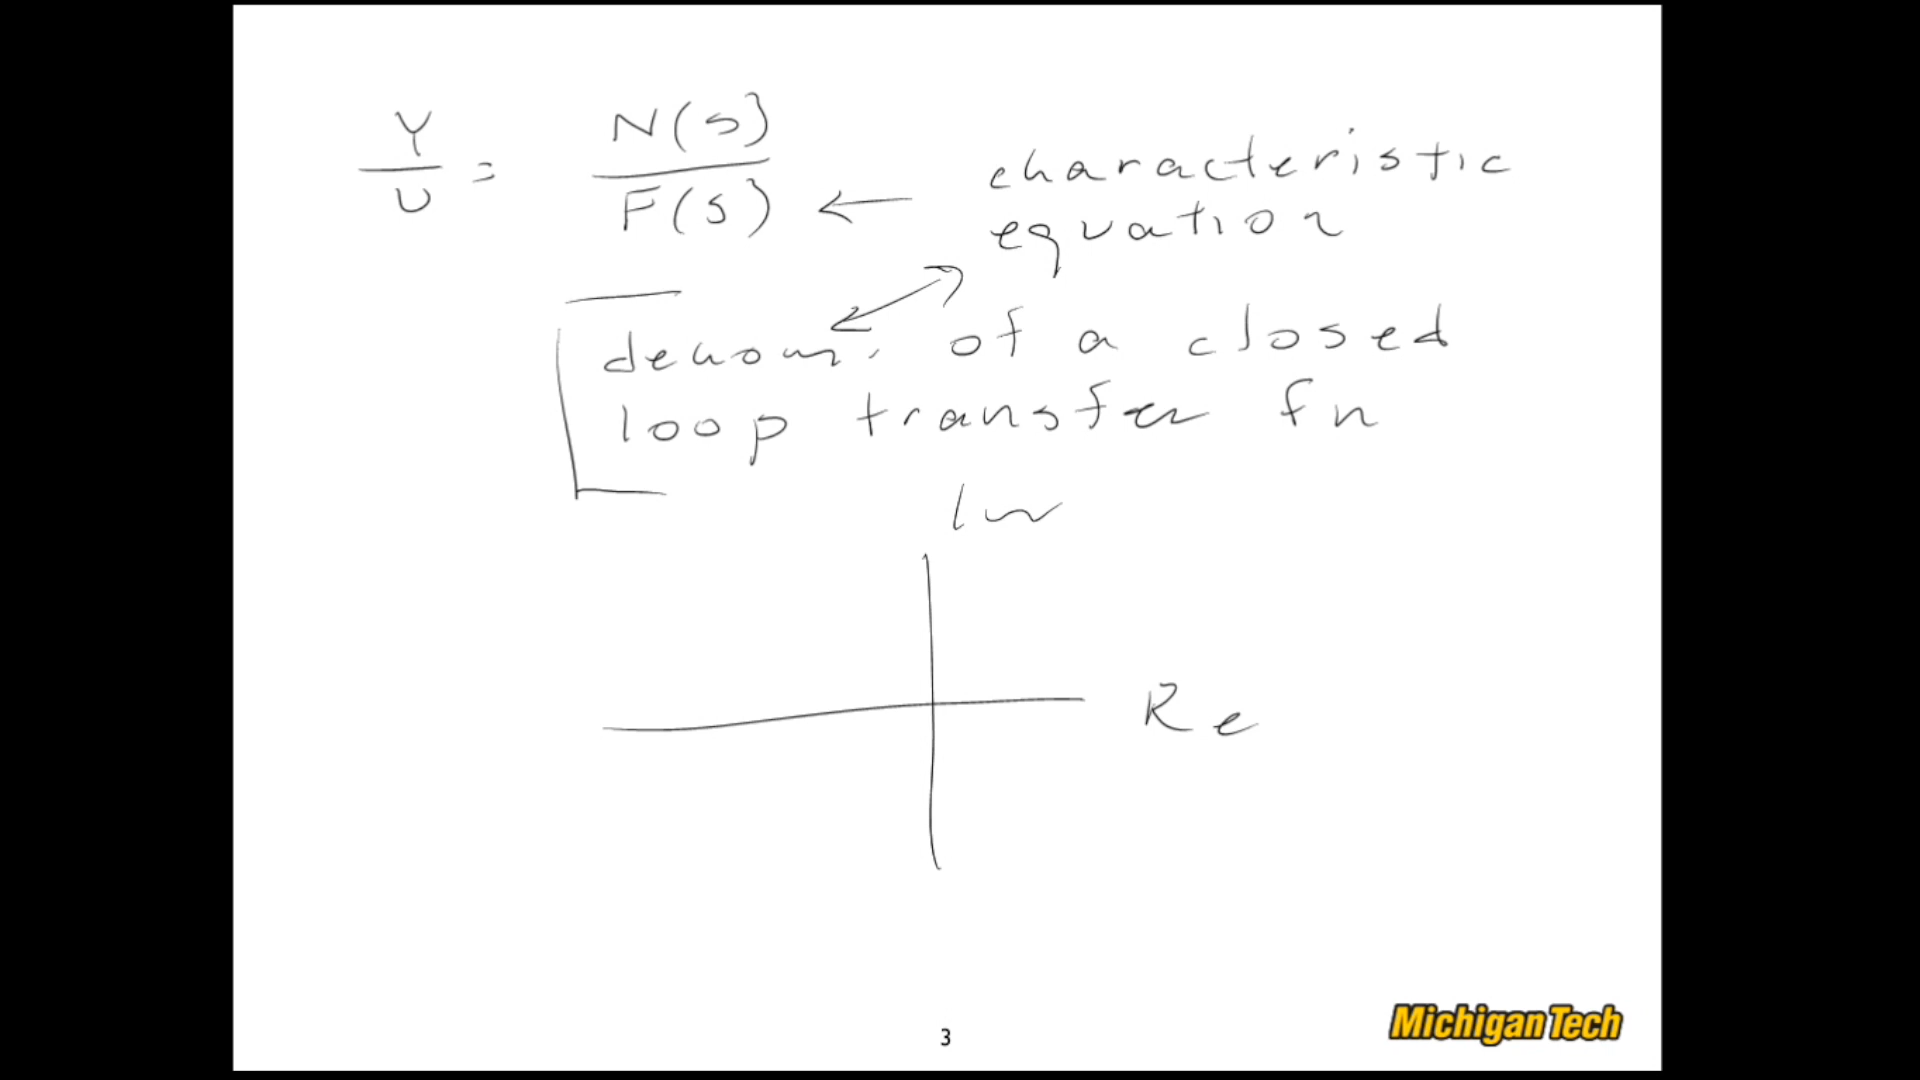 Y/U = N(s)/F(s) ← characteristic
equation
denom. of a closed
loop transfer fn
Im
Re
3
Michigan Tech